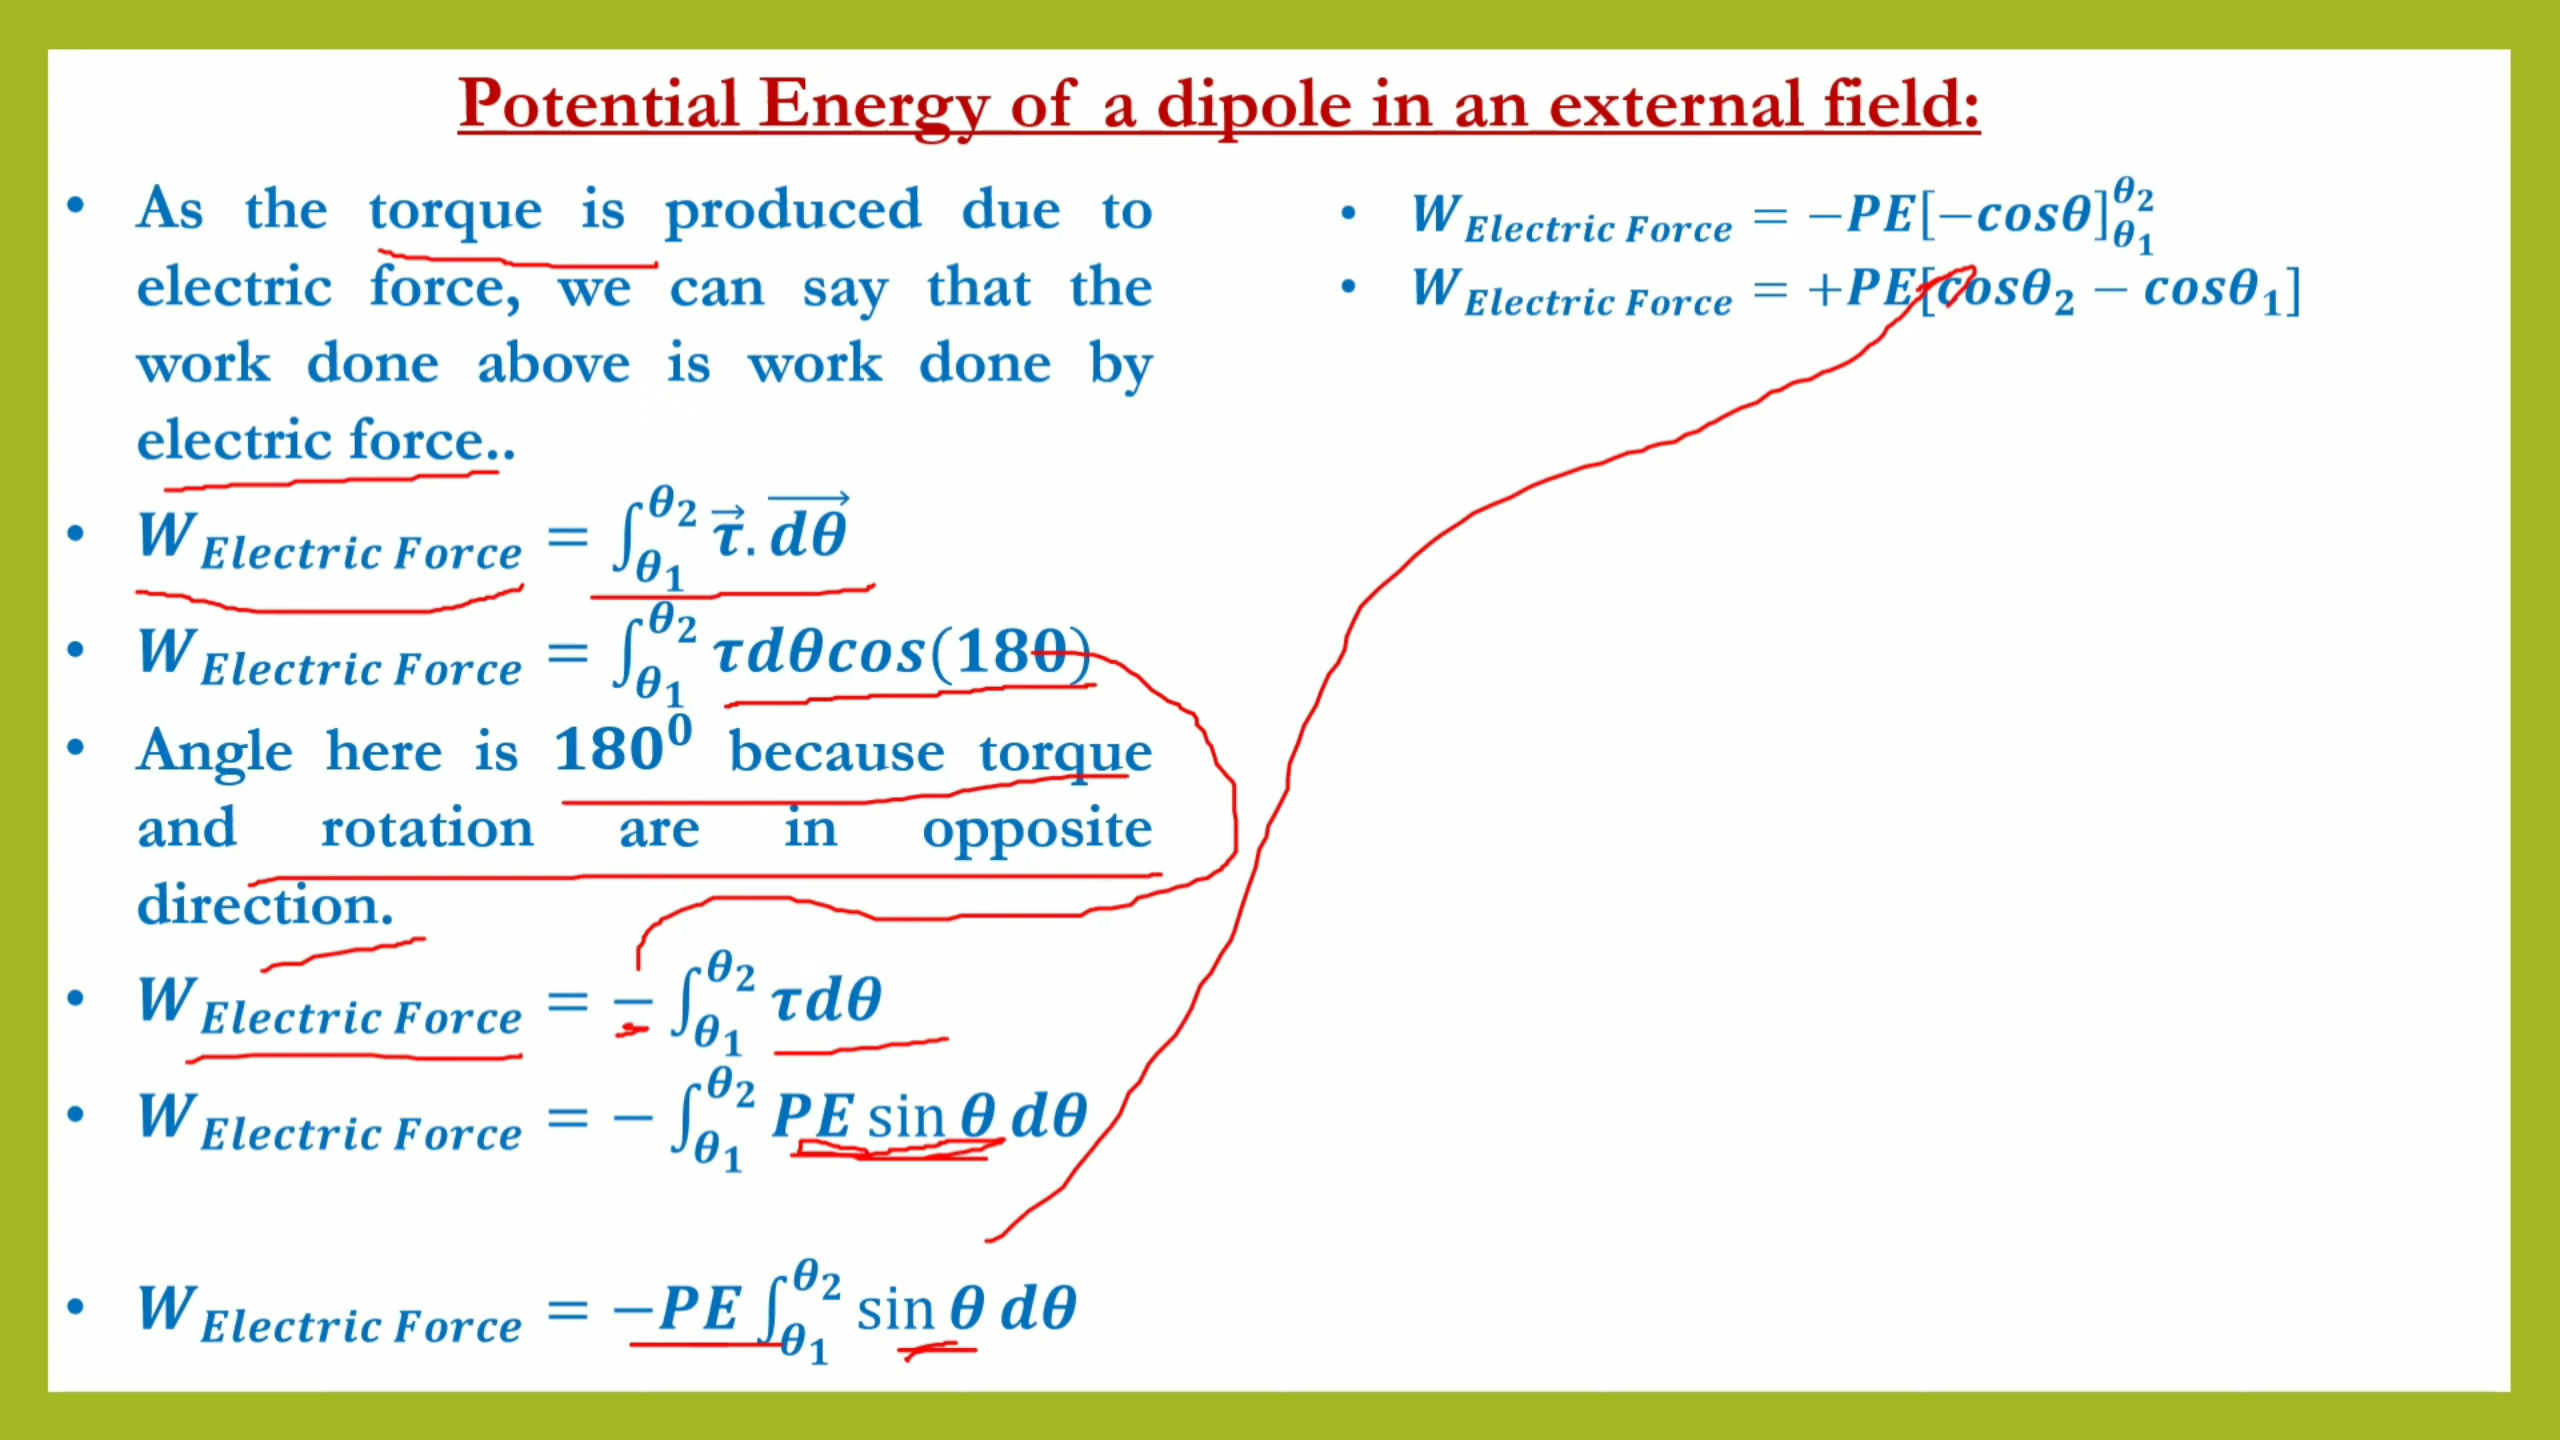 Potential Energy of a dipole in an external field:
• As the torque is produced due to
electric force, we can say that the
work done above is work done by
electric force..
• W_Electric Force = ∫_θ₁^θ₂ τ⃗. d⃗θ⃗
• W_Electric Force = ∫_θ₁^θ₂ τdθcos(180)
• Angle here is 180⁰ because torque
and rotation are in opposite
direction.
• W_Electric Force = − ∫_θ₁^θ₂ τdθ
• W_Electric Force = − ∫_θ₁^θ₂ PE sin θ dθ
• W_Electric Force = −PE ∫_θ₁^θ₂ sin θ dθ
• W_Electric Force = −PE[−cosθ]_θ₁^θ₂
• W_Electric Force = +PE[cosθ₂ − cosθ₁]